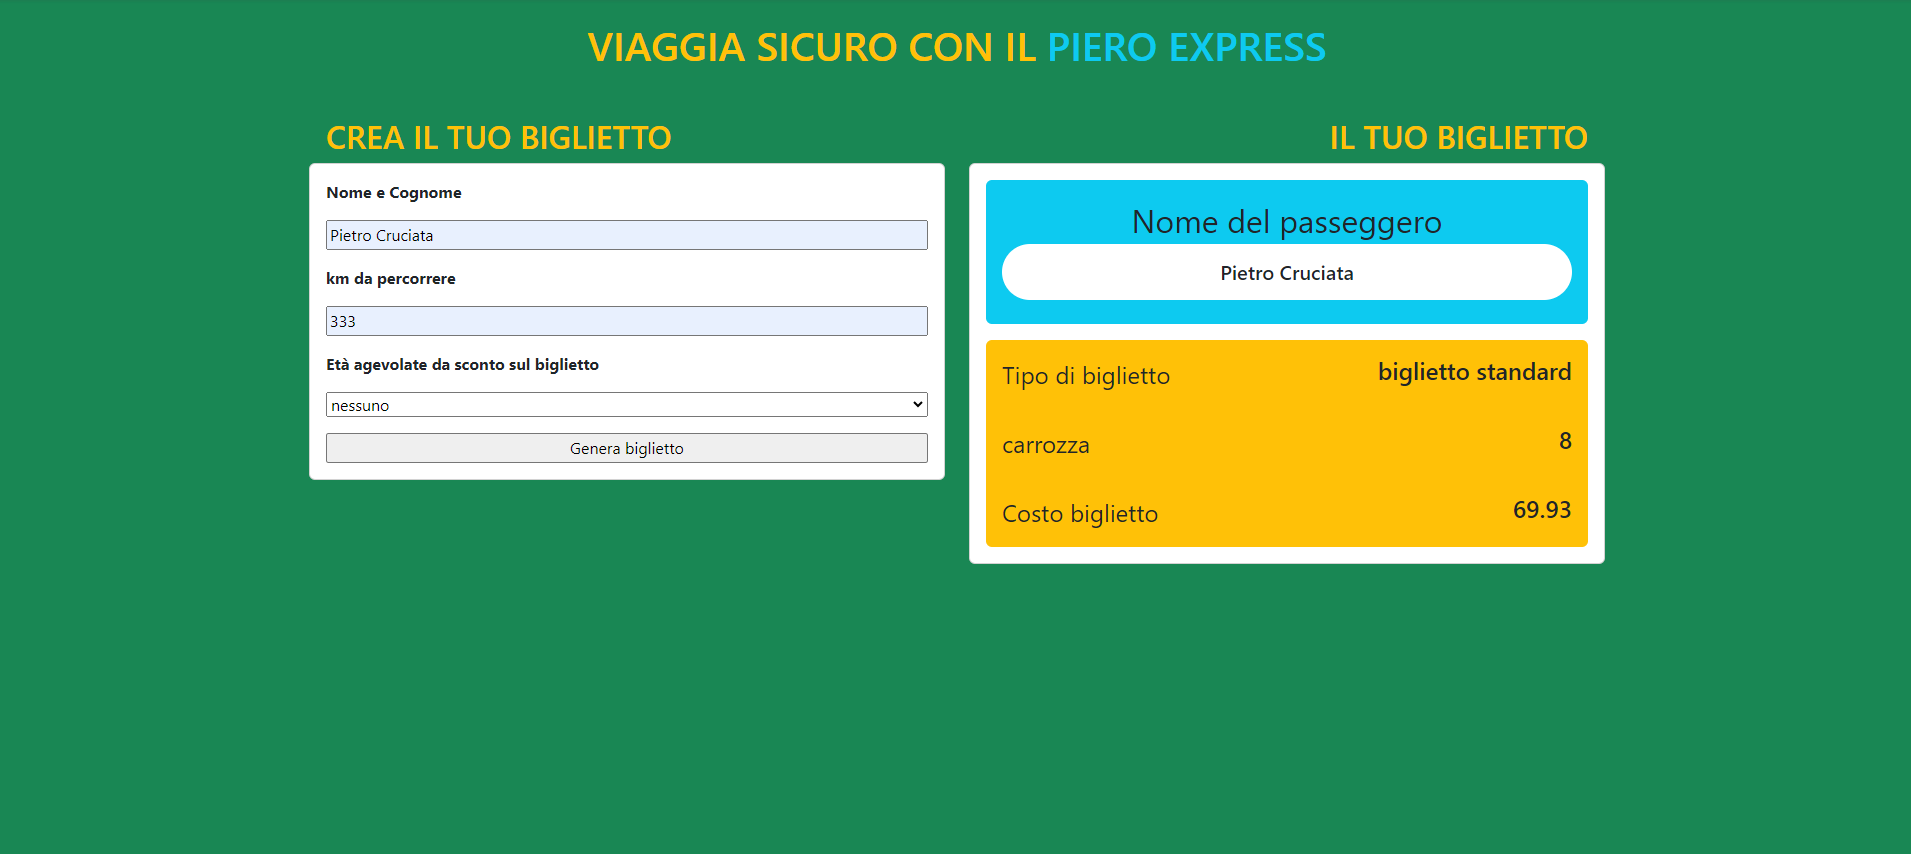 VIAGGIA SICURO CON IL PIERO EXPRESS
CREA IL TUO BIGLIETTO
Nome e Cognome
Pietro Cruciata
km da percorrere
333
Età agevolate da sconto sul biglietto
nessuno
Genera biglietto
IL TUO BIGLIETTO
Nome del passeggero
Pietro Cruciata
Tipo di biglietto biglietto standard
carrozza 8
Costo biglietto 69.93